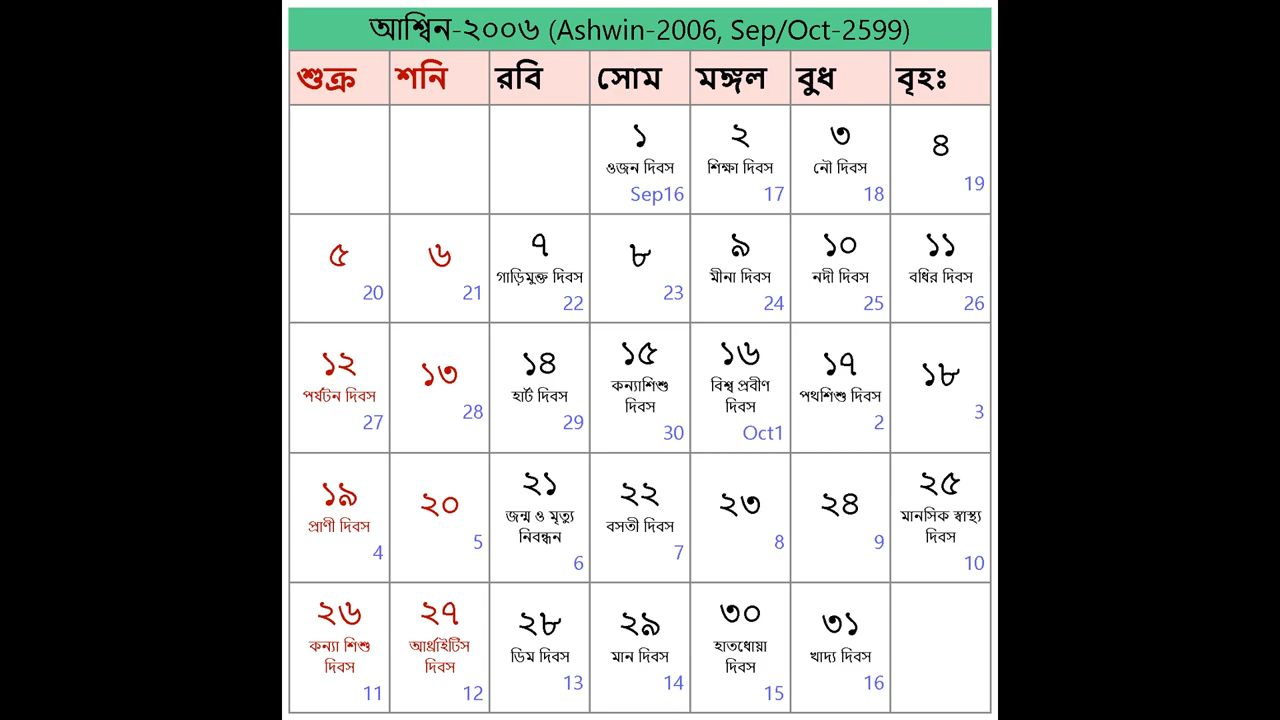 আশ্বিন-২০০৬ (Ashwin-2006, Sep/Oct-2599)
শুক্র শনি রবি সোম মঙ্গল বুধ বৃহঃ
১ ২ ৩ ৪
ওজন দিবস শিক্ষা দিবস নৌ দিবস
Sep16 17 18 19
৫ ৬ ৭ ৮ ৯ ১০ ১১
গাড়িমুক্ত দিবস মীনা দিবস নদী দিবস বধির দিবস
20 21 22 23 24 25 26
১২ ১৩ ১৪ ১৫ ১৬ ১৭ ১৮
পর্যটন দিবস হার্ট দিবস কন্যাশিশু বিশ্ব প্রবীণ পথশিশু দিবস
দিবস দিবস
27 28 29 30 Oct1 2 3
১৯ ২০ ২১ ২২ ২৩ ২৪ ২৫
প্রাণী দিবস জন্ম ও মৃত্যু বসতী দিবস মানসিক স্বাস্থ্য
নিবন্ধন দিবস
4 5 6 7 8 9 10
২৬ ২৭ ২৮ ২৯ ৩০ ৩১
কন্যা শিশু আর্থ্রাইটিস ডিম দিবস মান দিবস হাতধোয়া খাদ্য দিবস
দিবস দিবস দিবস
11 12 13 14 15 16